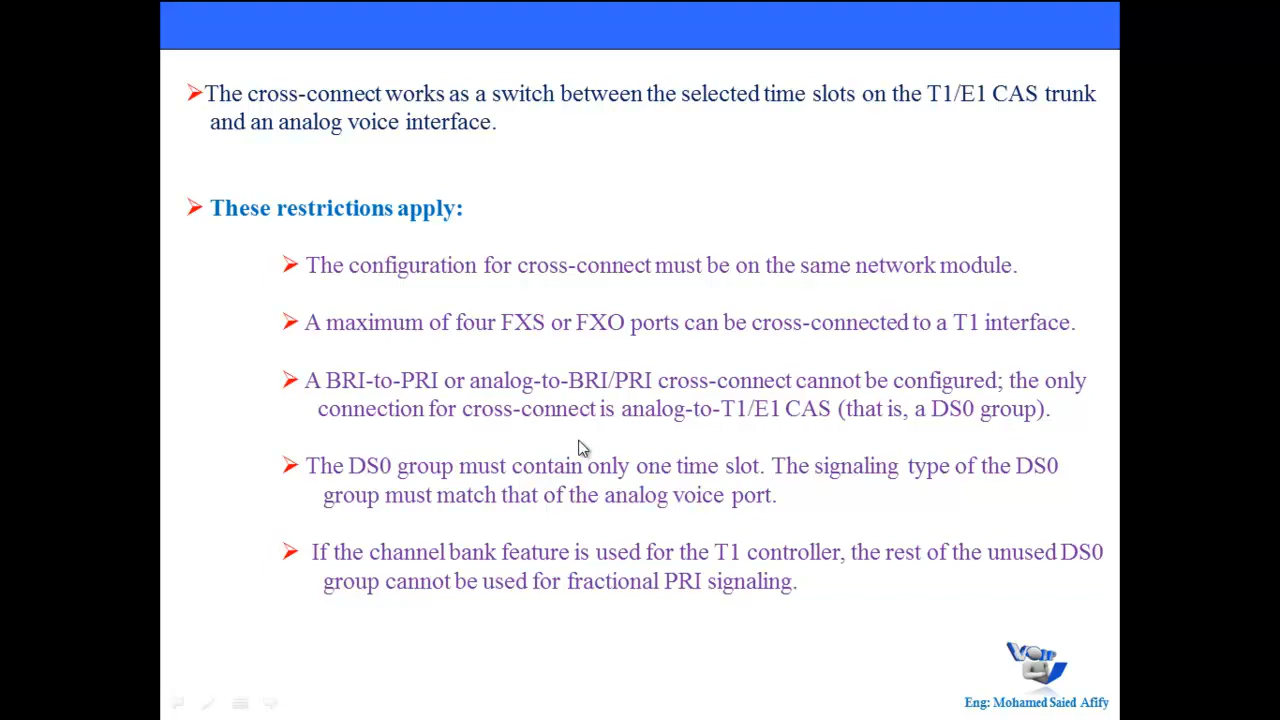 The cross-connect works as a switch between the selected time slots on the T1/E1 CAS trunk
and an analog voice interface.
These restrictions apply:
The configuration for cross-connect must be on the same network module.
A maximum of four FXS or FXO ports can be cross-connected to a T1 interface.
A BRI-to-PRI or analog-to-BRI/PRI cross-connect cannot be configured; the only
connection for cross-connect is analog-to-T1/E1 CAS (that is, a DS0 group).
The DS0 group must contain only one time slot. The signaling type of the DS0
group must match that of the analog voice port.
If the channel bank feature is used for the T1 controller, the rest of the unused DS0
group cannot be used for fractional PRI signaling.
VoIP
Eng: Mohamed Saied Afify